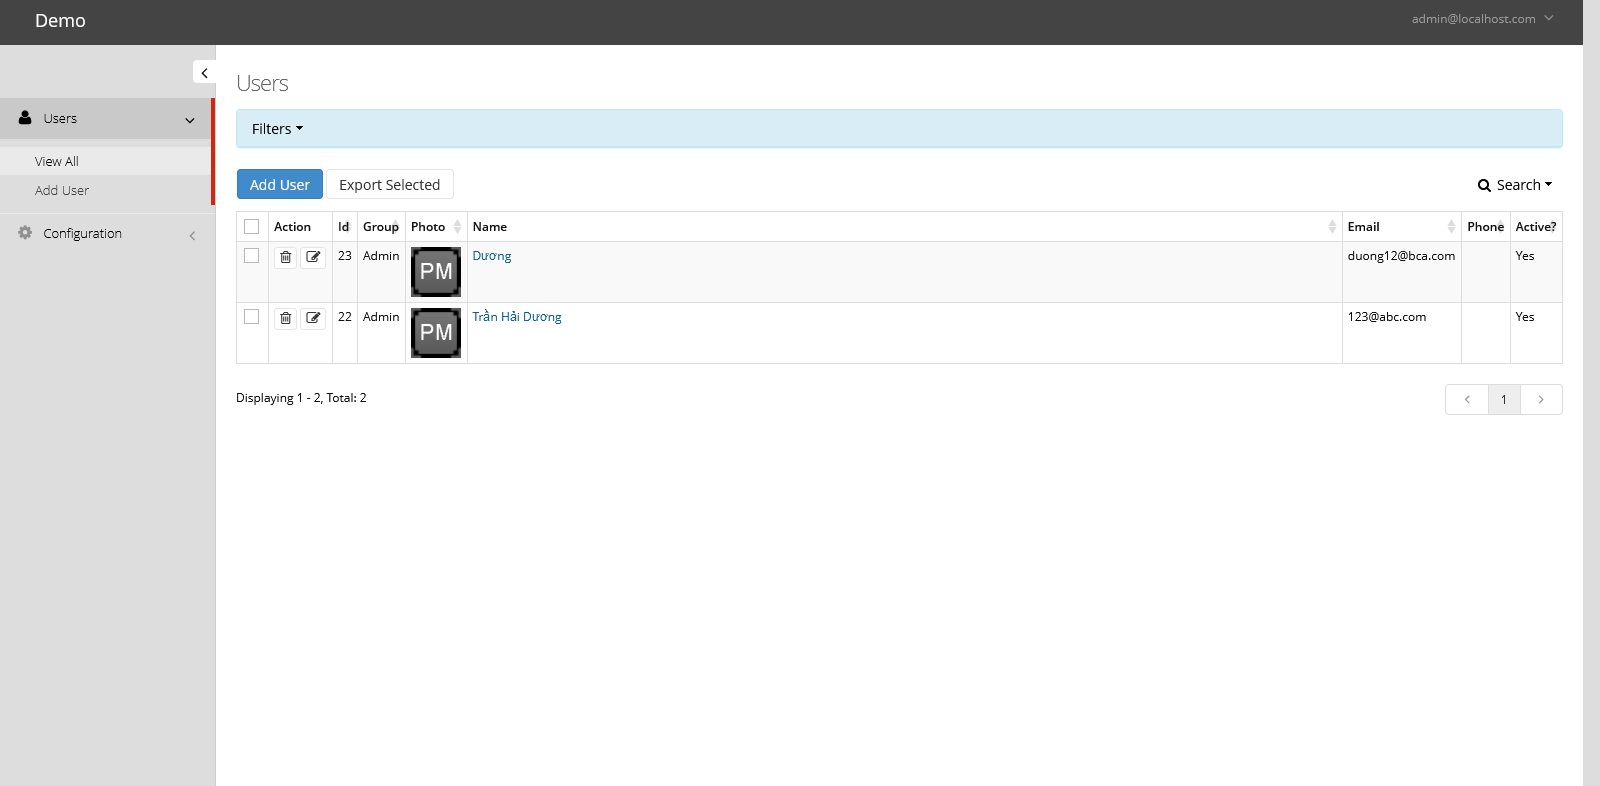 Demo
admin@localhost.com
Users
View All
Add User
Configuration
Users
Filters
Add User Export Selected Search
Action Id Group Photo Name Email Phone Active?
23 Admin PM Dương duong12@bca.com Yes
22 Admin PM Trần Hải Dương 123@abc.com Yes
Displaying 1 - 2, Total: 2
1